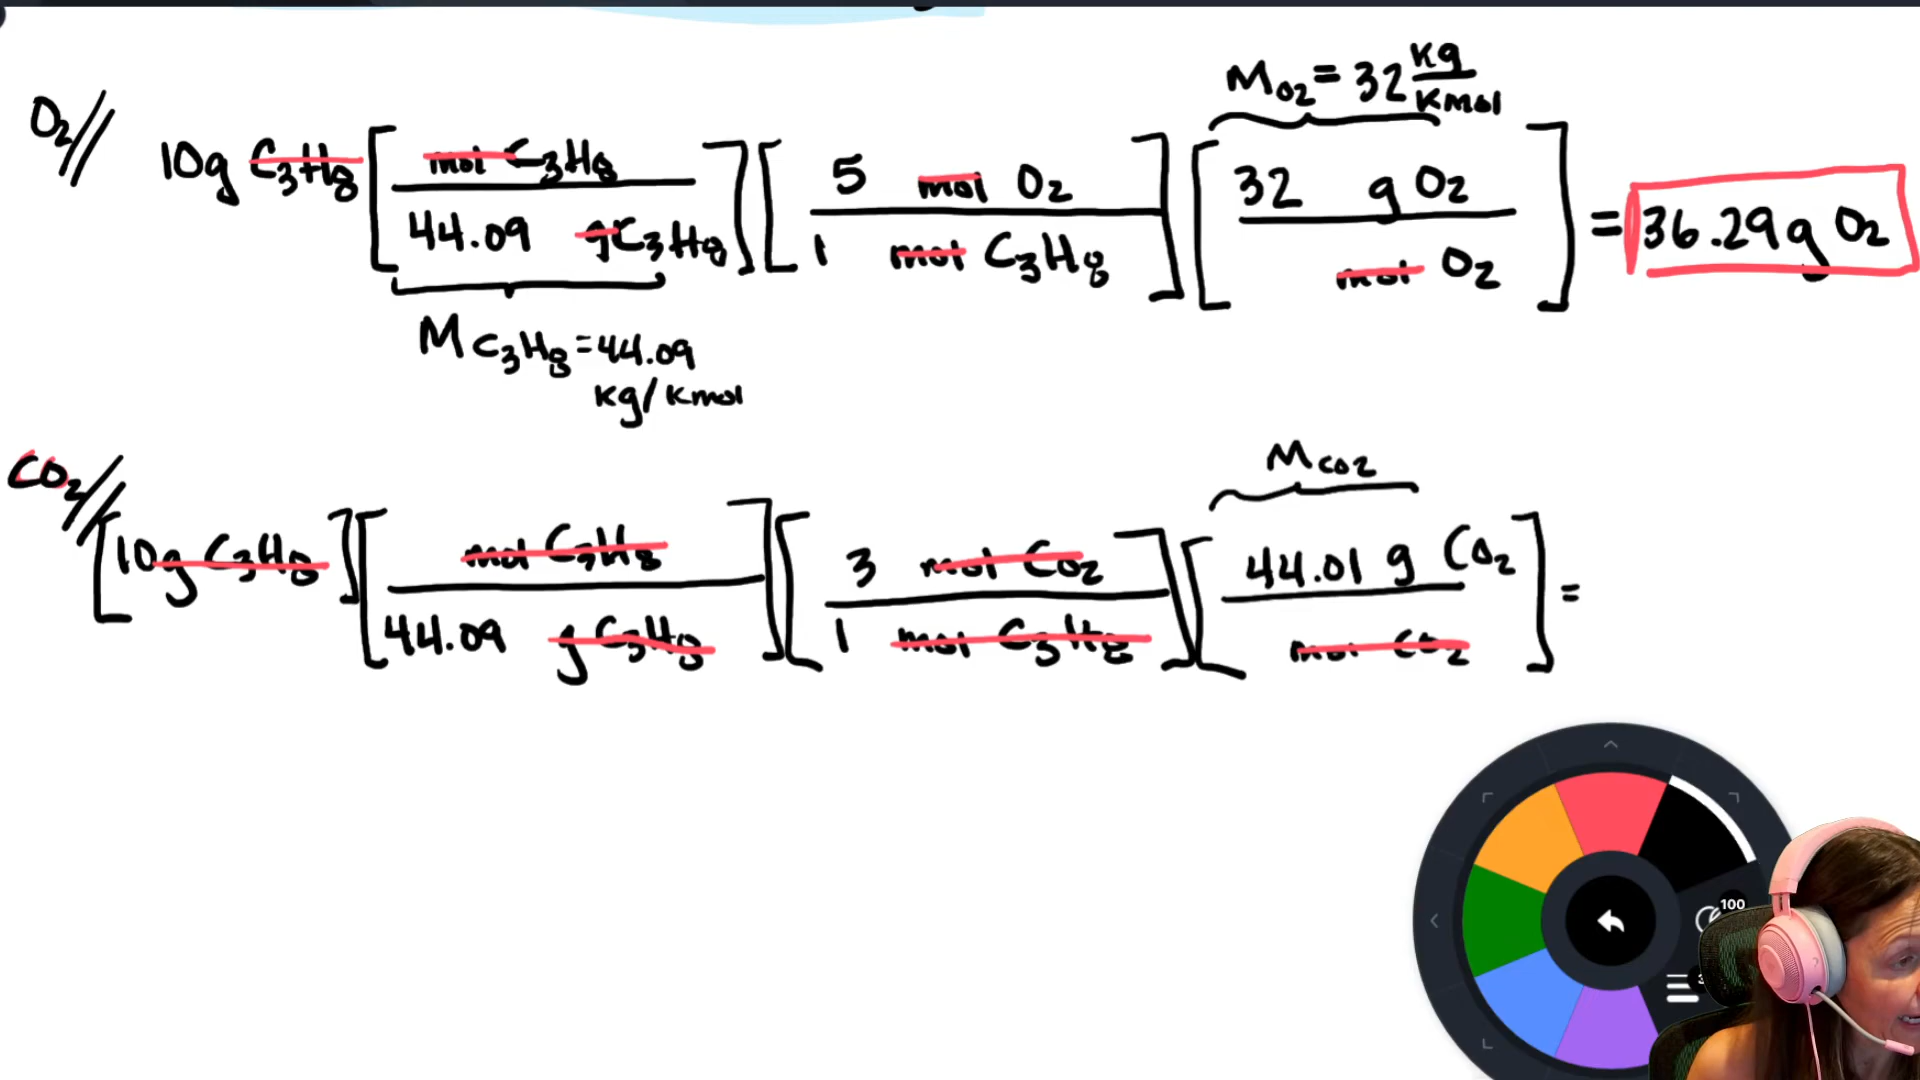 M_O2 = 32 kg/kmol
O2//
10g C3H8 [mol C3H8 / 44.09 gC3H8] [5 mol O2 / 1 mol C3H8] [32 g O2 / mol O2] = 36.29g O2
M C3H8 = 44.09
kg/kmol
CO2//
M_CO2
[10g C3H8] [mol C3H8 / 44.09 g C3H8] [3 mol CO2 / 1 mol C3H8] [44.01 g CO2 / mol CO2] =
100